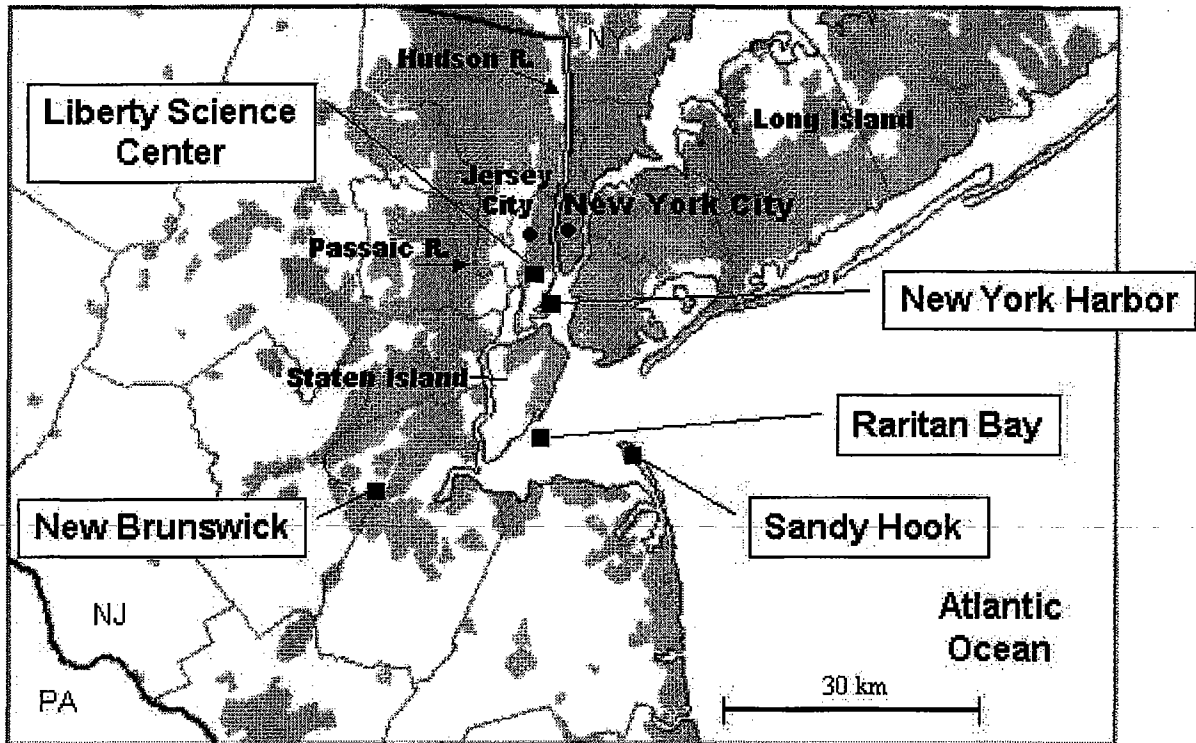 NY
Hudson R.
Liberty Science
Center
Long Island
Jersey
City
New York City
Passaic R.
New York Harbor
Staten Island
Raritan Bay
New Brunswick
Sandy Hook
NJ
Atlantic
Ocean
PA
30 km